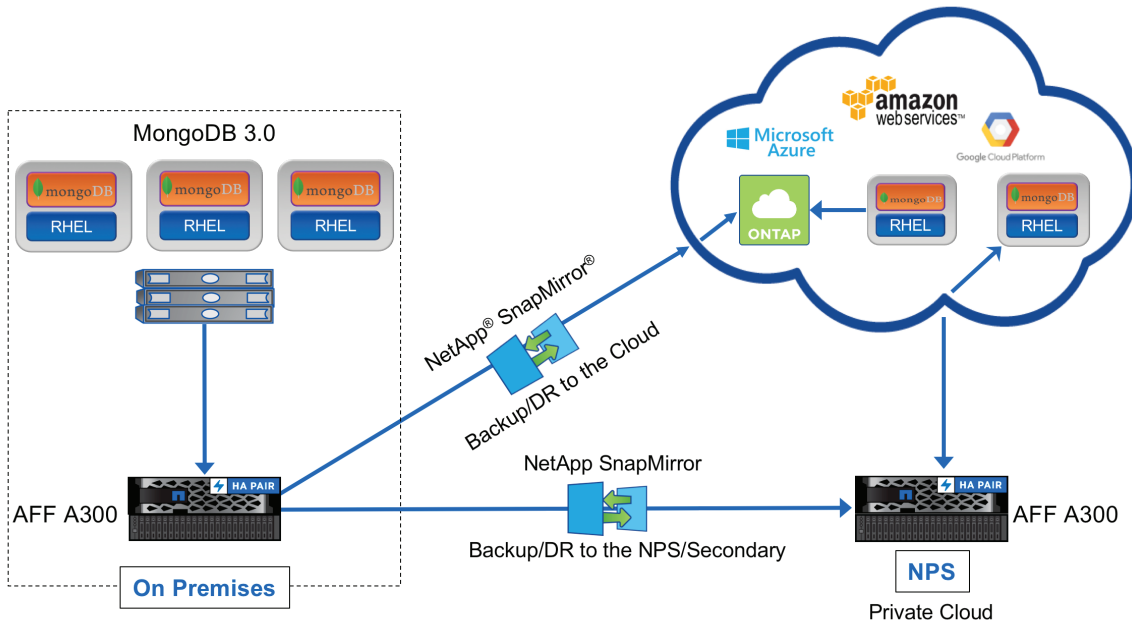 MongoDB 3.0
mongoDB
RHEL
mongoDB
RHEL
mongoDB
RHEL
AFF A300
HA PAIR
On Premises
NetApp® SnapMirror®
Backup/DR to the Cloud
NetApp SnapMirror
Backup/DR to the NPS/Secondary
amazon
web services™
Microsoft
Azure
Google Cloud Platform
ONTAP
mongoDB
RHEL
mongoDB
RHEL
HA PAIR
AFF A300
NPS
Private Cloud